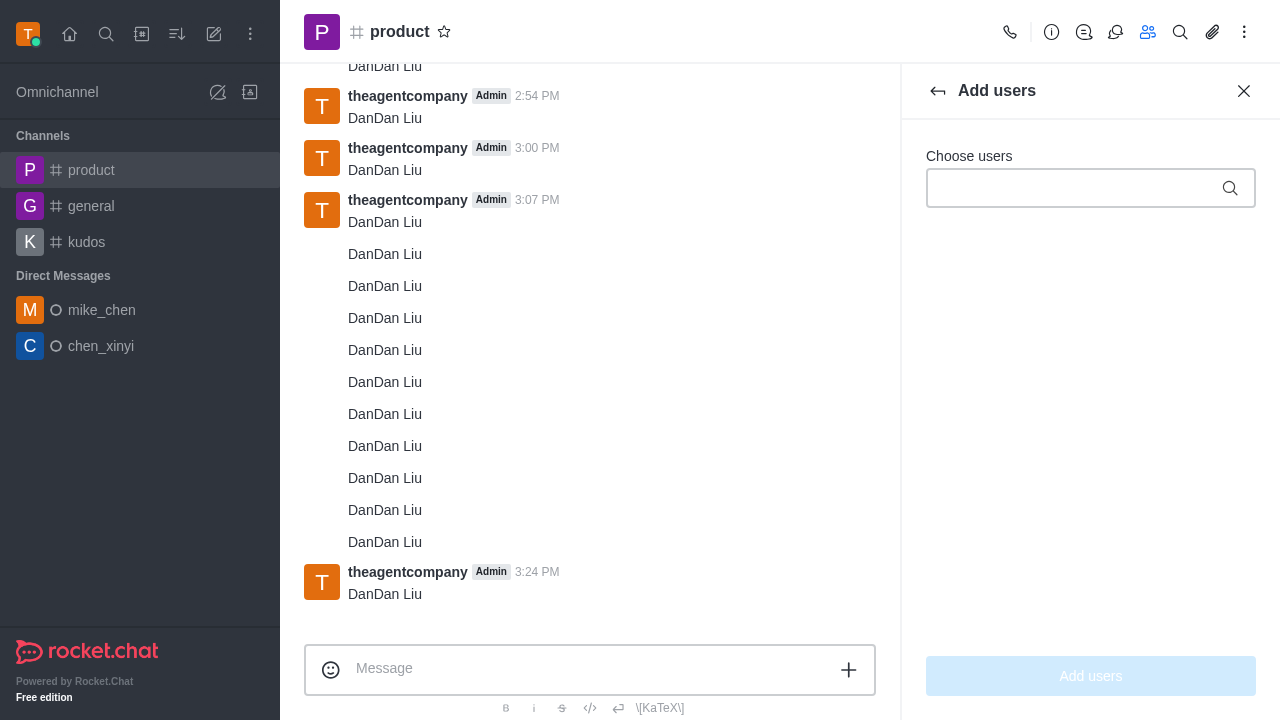 T
Omnichannel
Channels
P product
G general
K kudos
Direct Messages
M mike_chen
C chen_xinyi
rocket.chat
Powered by Rocket.Chat
Free edition
P product
DanDan Liu
T theagentcompany Admin 2:54 PM
DanDan Liu
T theagentcompany Admin 3:00 PM
DanDan Liu
T theagentcompany Admin 3:07 PM
DanDan Liu
DanDan Liu
DanDan Liu
DanDan Liu
DanDan Liu
DanDan Liu
DanDan Liu
DanDan Liu
DanDan Liu
DanDan Liu
DanDan Liu
T theagentcompany Admin 3:24 PM
DanDan Liu
Message
B i S \[KaTeX\]
Add users
Choose users
Add users